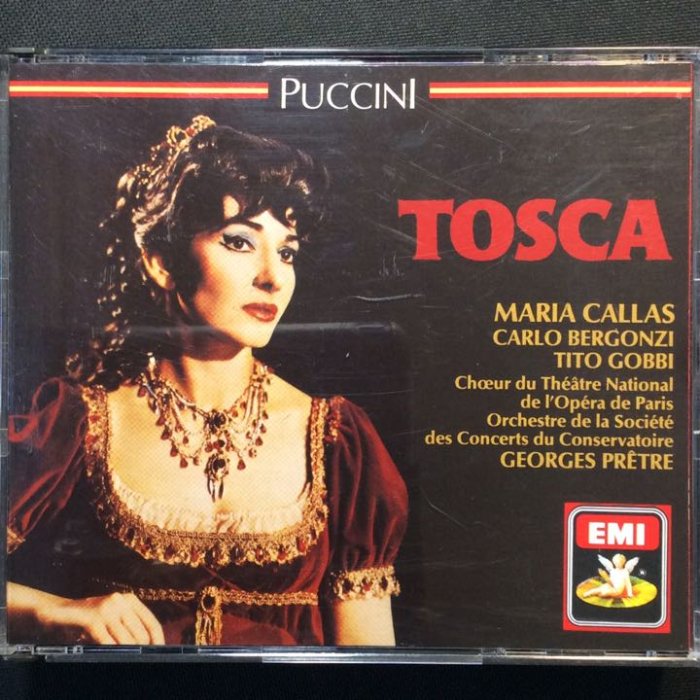 PUCCINI
TOSCA
MARIA CALLAS
CARLO BERGONZI
TITO GOBBI
Chœur du Théâtre National
de l'Opéra de Paris
Orchestre de la Société
des Concerts du Conservatoire
GEORGES PRÊTRE
EMI